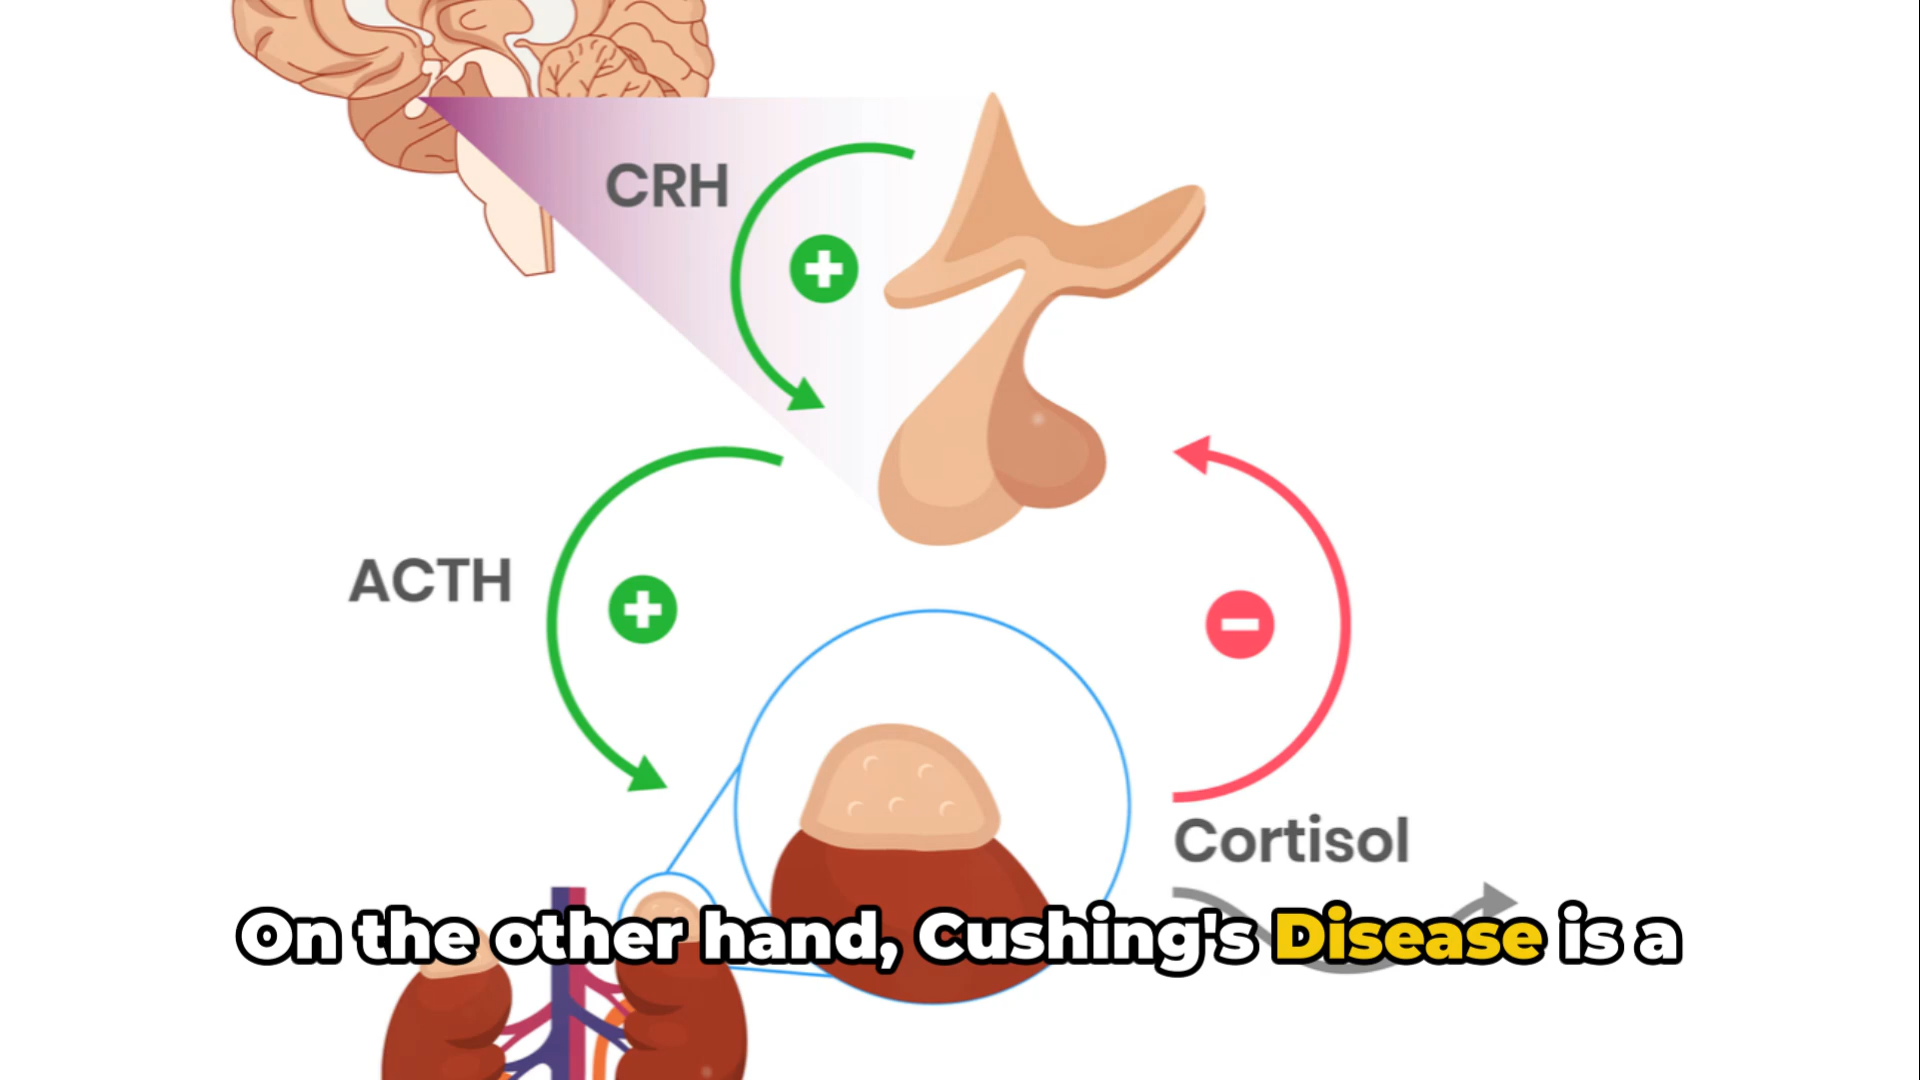 CRH
ACTH
Cortisol
On the other hand, Cushing's Disease is a